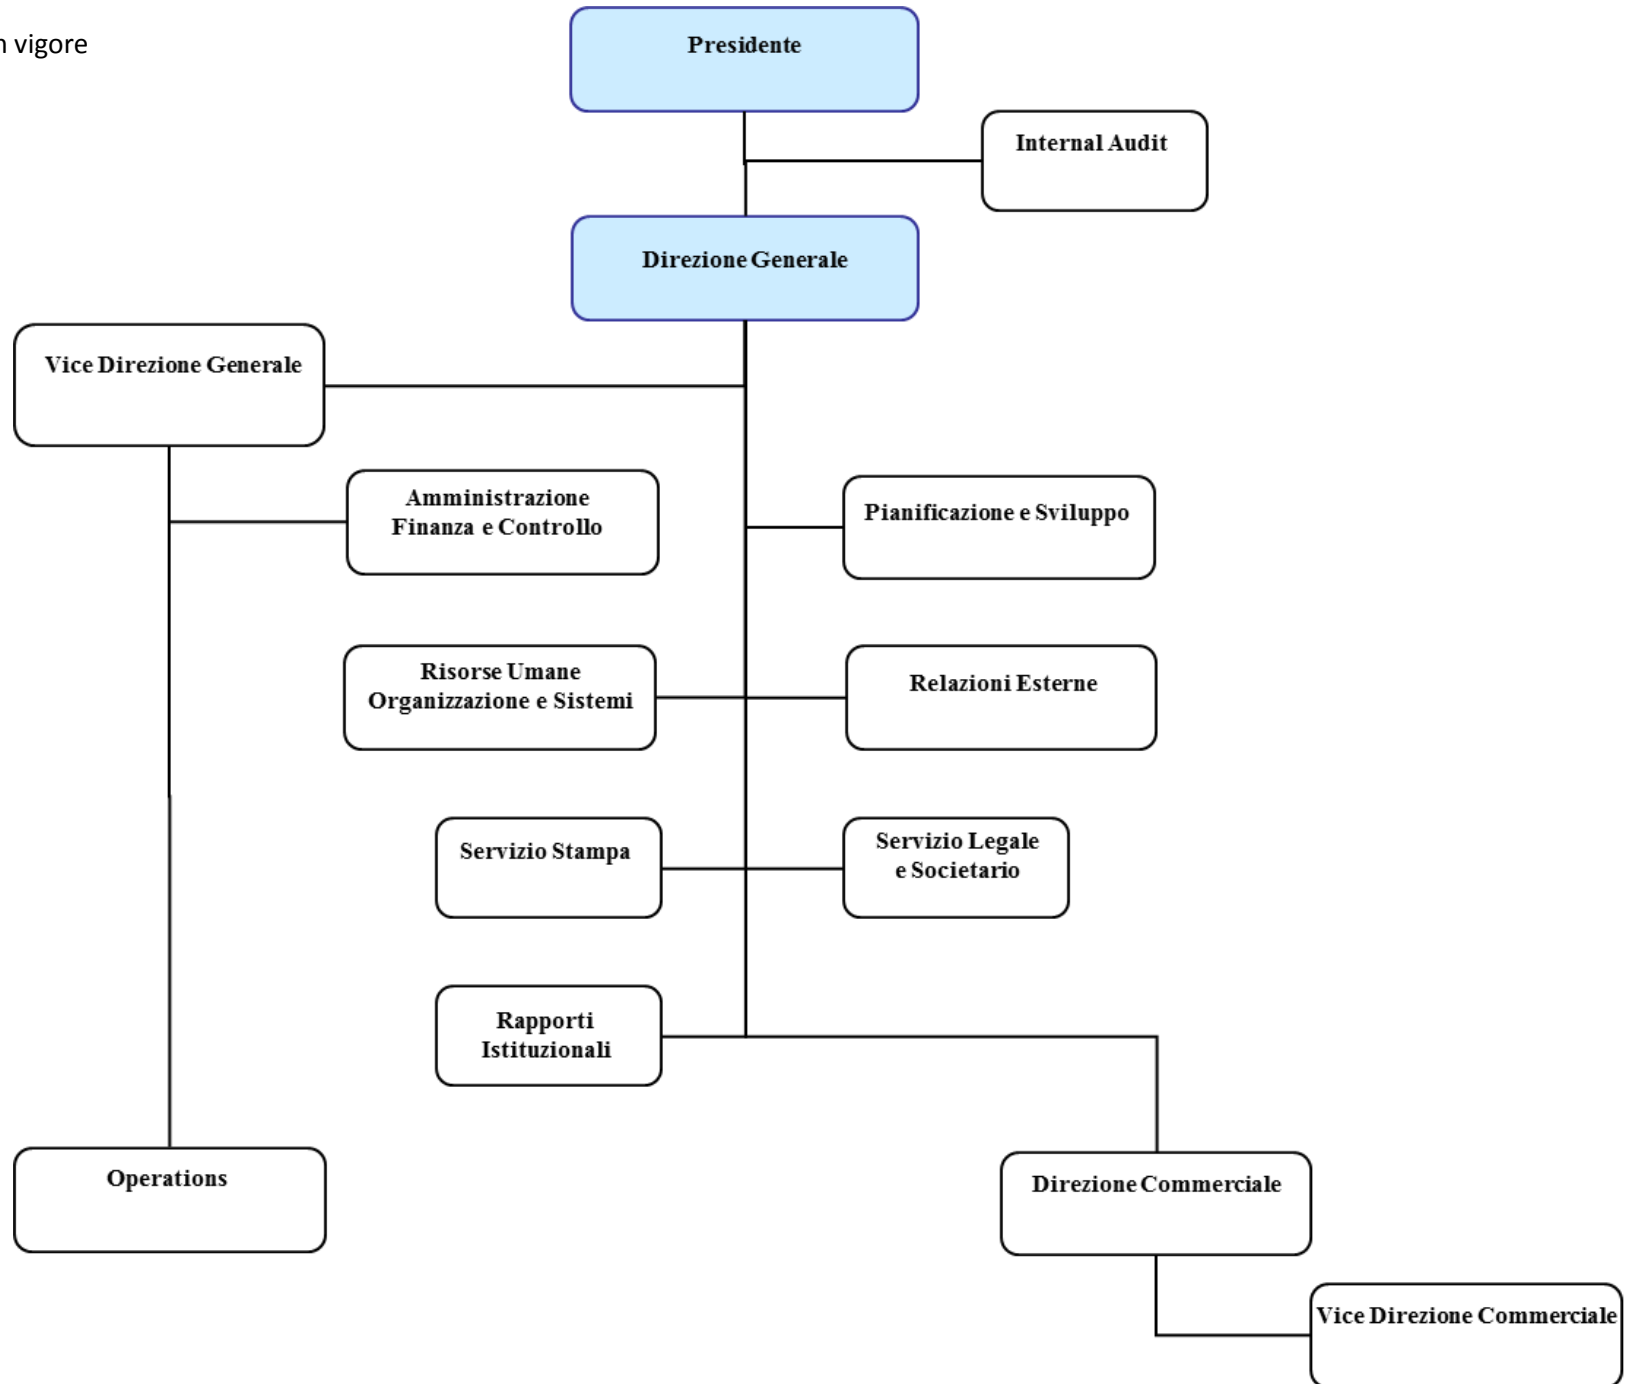 n vigore
Presidente
Internal Audit
Direzione Generale
Vice Direzione Generale
Amministrazione
Finanza e Controllo
Pianificazione e Sviluppo
Risorse Umane
Organizzazione e Sistemi
Relazioni Esterne
Servizio Stampa
Servizio Legale
e Societario
Rapporti
Istituzionali
Operations
Direzione Commerciale
Vice Direzione Commerciale